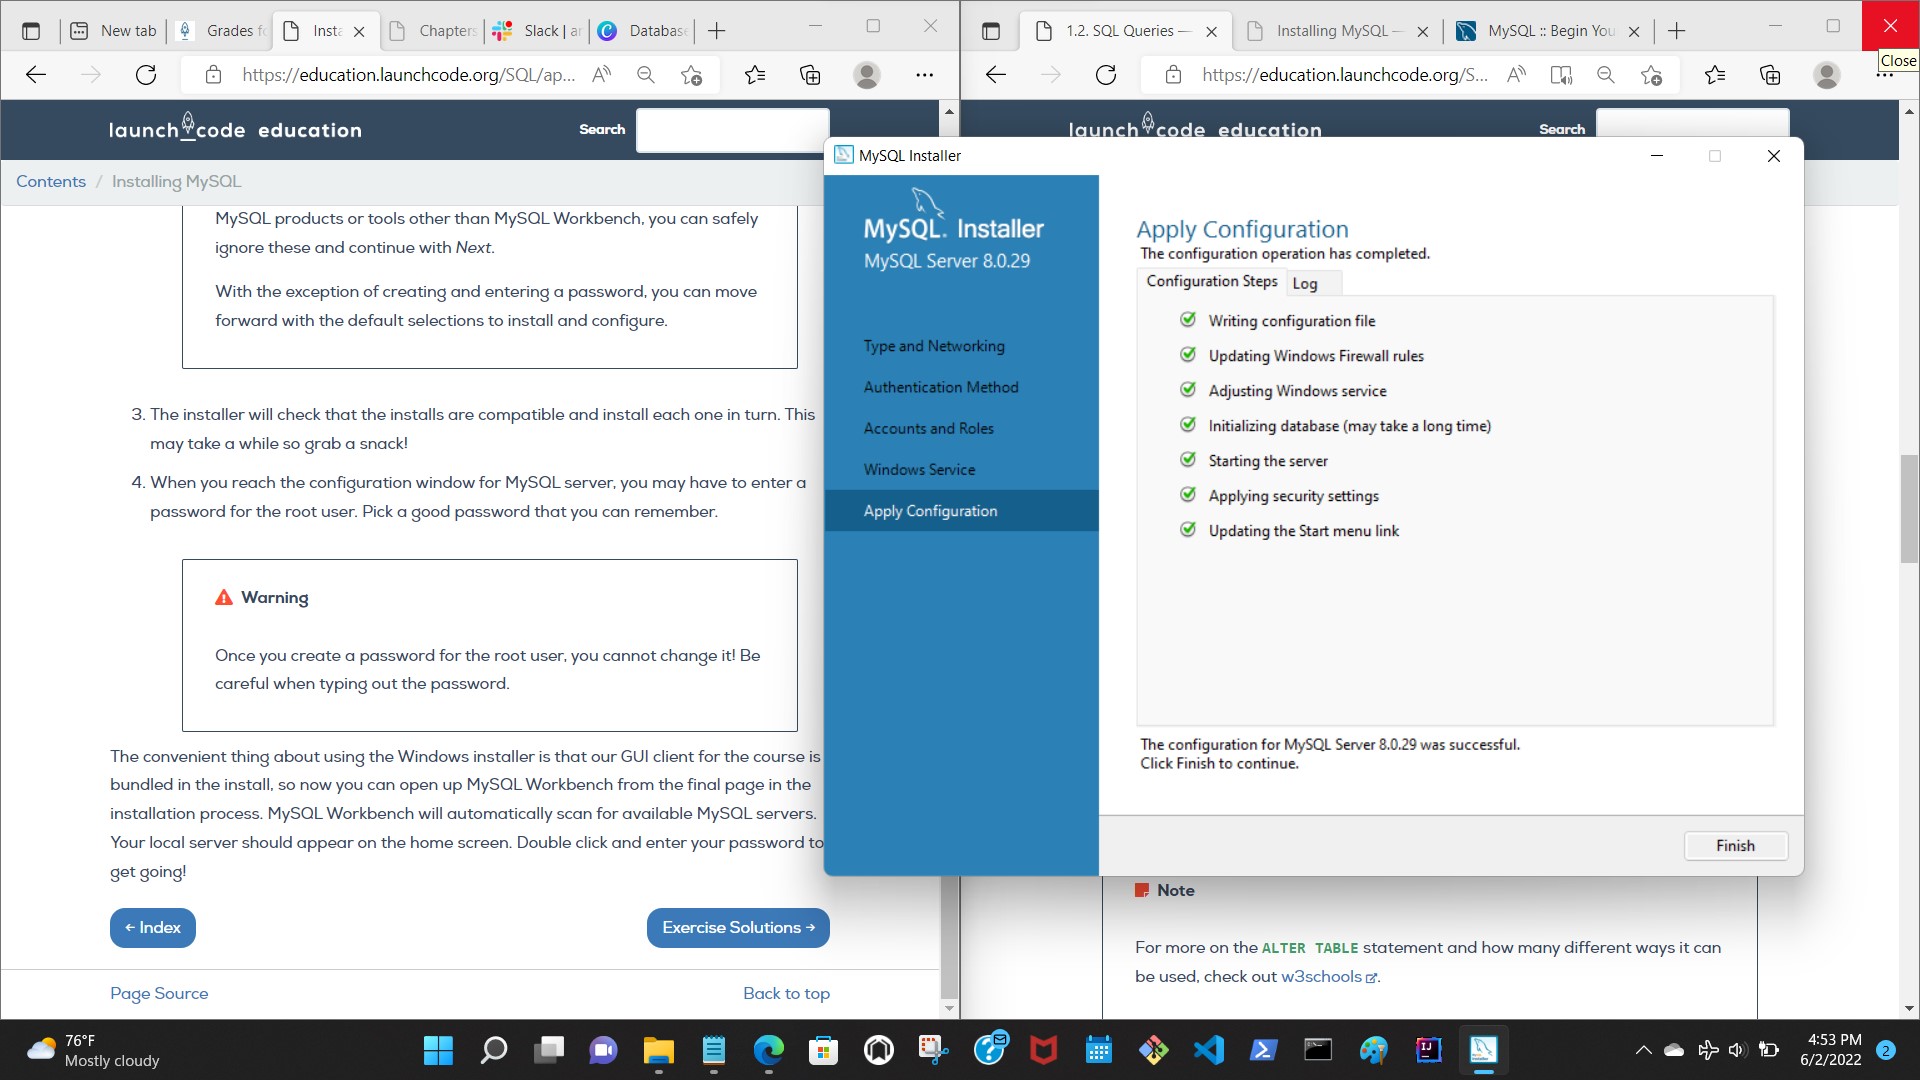 New tab
Grades fo
Insta
Chapters
Slack | ar
Database
1.2. SQL Queries —
Installing MySQL —
MySQL :: Begin You
Close
https://education.launchcode.org/SQL/ap...
https://education.launchcode.org/S...
launch_code education
Search
launch code education
Search
Contents / Installing MySQL
MySQL products or tools other than MySQL Workbench, you can safely
ignore these and continue with Next.
With the exception of creating and entering a password, you can move
forward with the default selections to install and configure.
3. The installer will check that the installs are compatible and install each one in turn. This
may take a while so grab a snack!
4. When you reach the configuration window for MySQL server, you may have to enter a
password for the root user. Pick a good password that you can remember.
Warning
Once you create a password for the root user, you cannot change it! Be
careful when typing out the password.
The convenient thing about using the Windows installer is that our GUI client for the course is
bundled in the install, so now you can open up MySQL Workbench from the final page in the
installation process. MySQL Workbench will automatically scan for available MySQL servers.
Your local server should appear on the home screen. Double click and enter your password to
get going!
← Index
Exercise Solutions →
Page Source
Back to top
MySQL Installer
MySQL. Installer
MySQL Server 8.0.29
Type and Networking
Authentication Method
Accounts and Roles
Windows Service
Apply Configuration
Apply Configuration
The configuration operation has completed.
Configuration Steps
Log
Writing configuration file
Updating Windows Firewall rules
Adjusting Windows service
Initializing database (may take a long time)
Starting the server
Applying security settings
Updating the Start menu link
The configuration for MySQL Server 8.0.29 was successful.
Click Finish to continue.
Finish
Note
For more on the ALTER TABLE statement and how many different ways it can
be used, check out w3schools.
76°F
Mostly cloudy
4:53 PM
6/2/2022
2